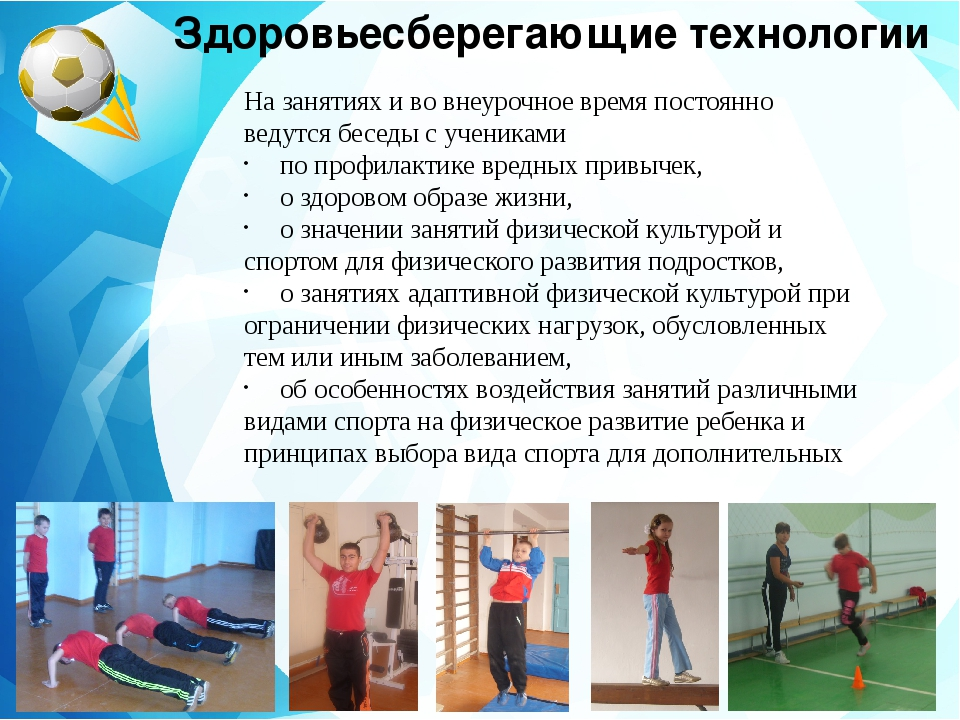 Здоровьесберегающие технологии
На занятиях и во внеурочное время постоянно
ведутся беседы с учениками
· по профилактике вредных привычек,
· о здоровом образе жизни,
· о значении занятий физической культурой и
спортом для физического развития подростков,
· о занятиях адаптивной физической культурой при
ограничении физических нагрузок, обусловленных
тем или иным заболеванием,
· об особенностях воздействия занятий различными
видами спорта на физическое развитие ребенка и
принципах выбора вида спорта для дополнительных